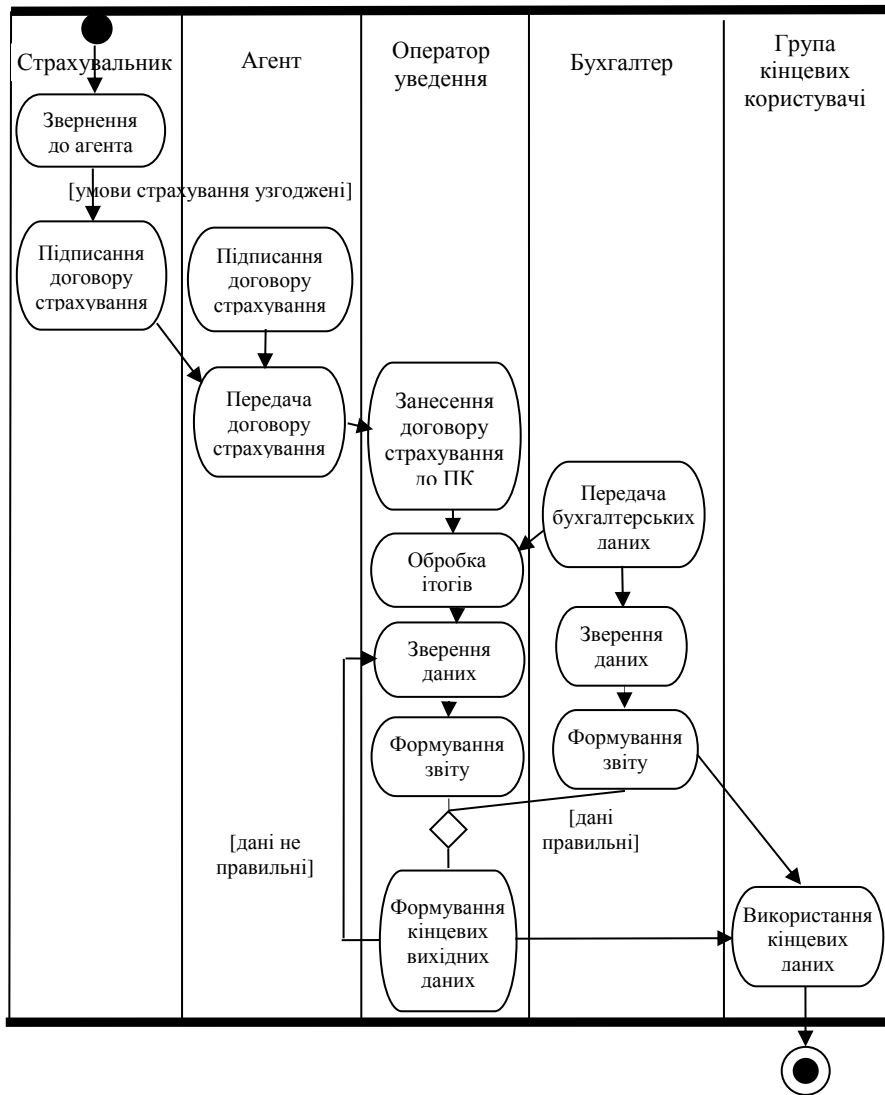 Страхувальник
Агент
Оператор
уведення
Бухгалтер
Група
кінцевих
користувачі
Звернення
до агента
[умови страхування узгоджені]
Підписання
договору
страхування
Підписання
договору
страхування
Передача
договору
страхування
Занесення
договору
страхування
до ПК
Передача
бухгалтерських
даних
Обробка
ітогів
Зверення
даних
Зверення
даних
Формування
звіту
Формування
звіту
[дані не
правильні]
[дані
правильні]
Формування
кінцевих
вихідних
даних
Використання
кінцевих
даних